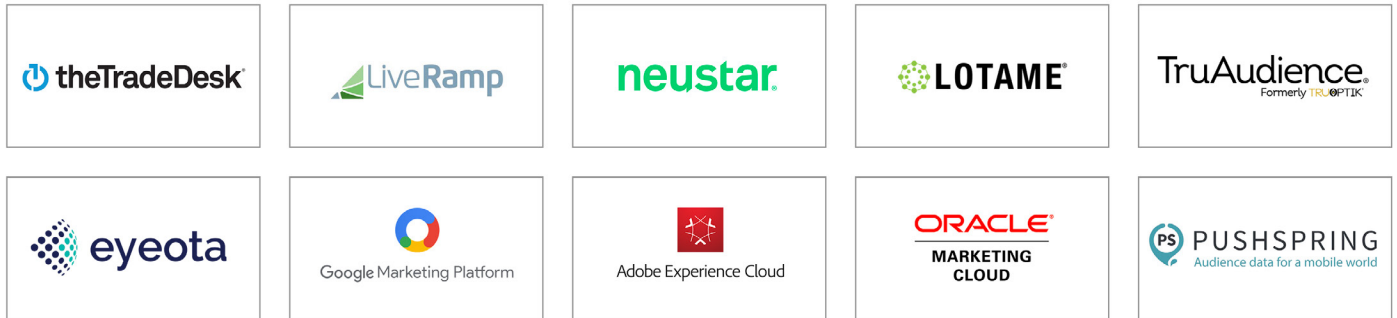 theTradeDesk®
LiveRamp
neustar®
LOTAME®
TruAudience®
Formerly TRUOPTIK
eyeota
Google Marketing Platform
Adobe Experience Cloud
ORACLE®
MARKETING
CLOUD
PS PUSHSPRING
Audience data for a mobile world